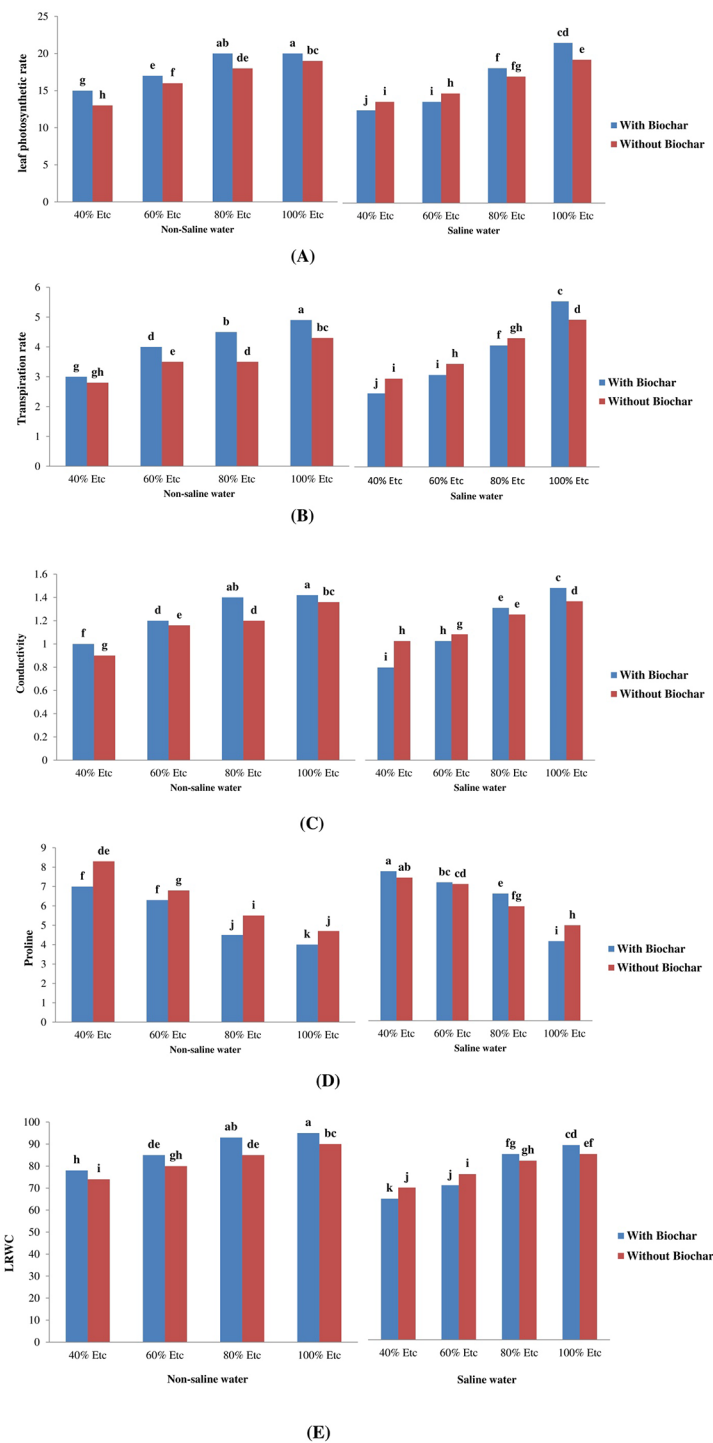 25
20
15
10
5
0
leaf photosynthetic rate
g
h
e
f
ab
de
a
bc
j
i
i
h
f
fg
cd
e
40% Etc
60% Etc
80% Etc
100% Etc
40% Etc
60% Etc
80% Etc
100% Etc
Non-Saline water
Saline water
With Biochar
Without Biochar
(A)
6
5
4
3
2
1
0
Transpiration rate
g
gh
d
e
b
d
a
bc
j
i
i
h
f
gh
c
d
40% Etc
60% Etc
80% Etc
100% Etc
40% Etc
60% Etc
80% Etc
100% Etc
Non-saline water
Saline water
With Biochar
Without Biochar
(B)
1.6
1.4
1.2
1
0.8
0.6
0.4
0.2
0
Conductivity
f
g
d
e
ab
d
a
bc
i
h
h
g
e
e
c
d
40% Etc
60% Etc
80% Etc
100% Etc
40% Etc
60% Etc
80% Etc
100% Etc
Non-saline water
Saline water
With Biochar
Without Biochar
(C)
9
8
7
6
5
4
3
2
1
0
Proline
f
de
f
g
j
i
k
j
a
ab
bc
cd
e
fg
i
h
40% Etc
60% Etc
80% Etc
100% Etc
40% Etc
60% Etc
80% Etc
100% Etc
Non-saline water
Saline water
With Biochar
Without Biochar
(D)
100
90
80
70
60
50
40
30
20
10
0
LRWC
h
i
de
gh
ab
de
a
bc
k
j
j
i
fg
gh
cd
ef
40% Etc
60% Etc
80% Etc
100% Etc
40% Etc
60% Etc
80% Etc
100% Etc
Non-saline water
Saline water
With Biochar
Without Biochar
(E)